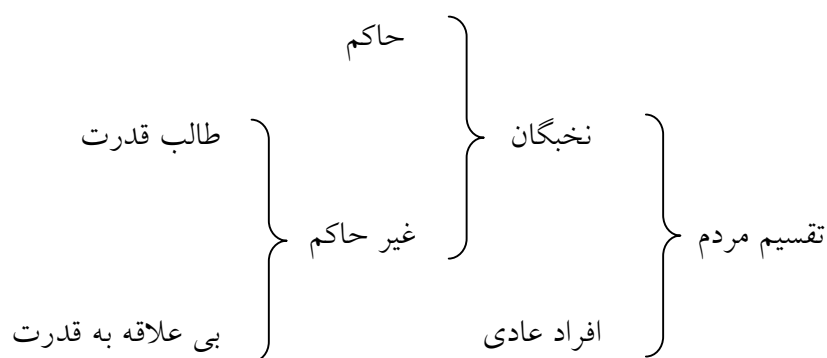 حاکم
نخبگان
طالب قدرت
تقسیم مردم
غیر حاکم
افراد عادی
بی علاقه به قدرت